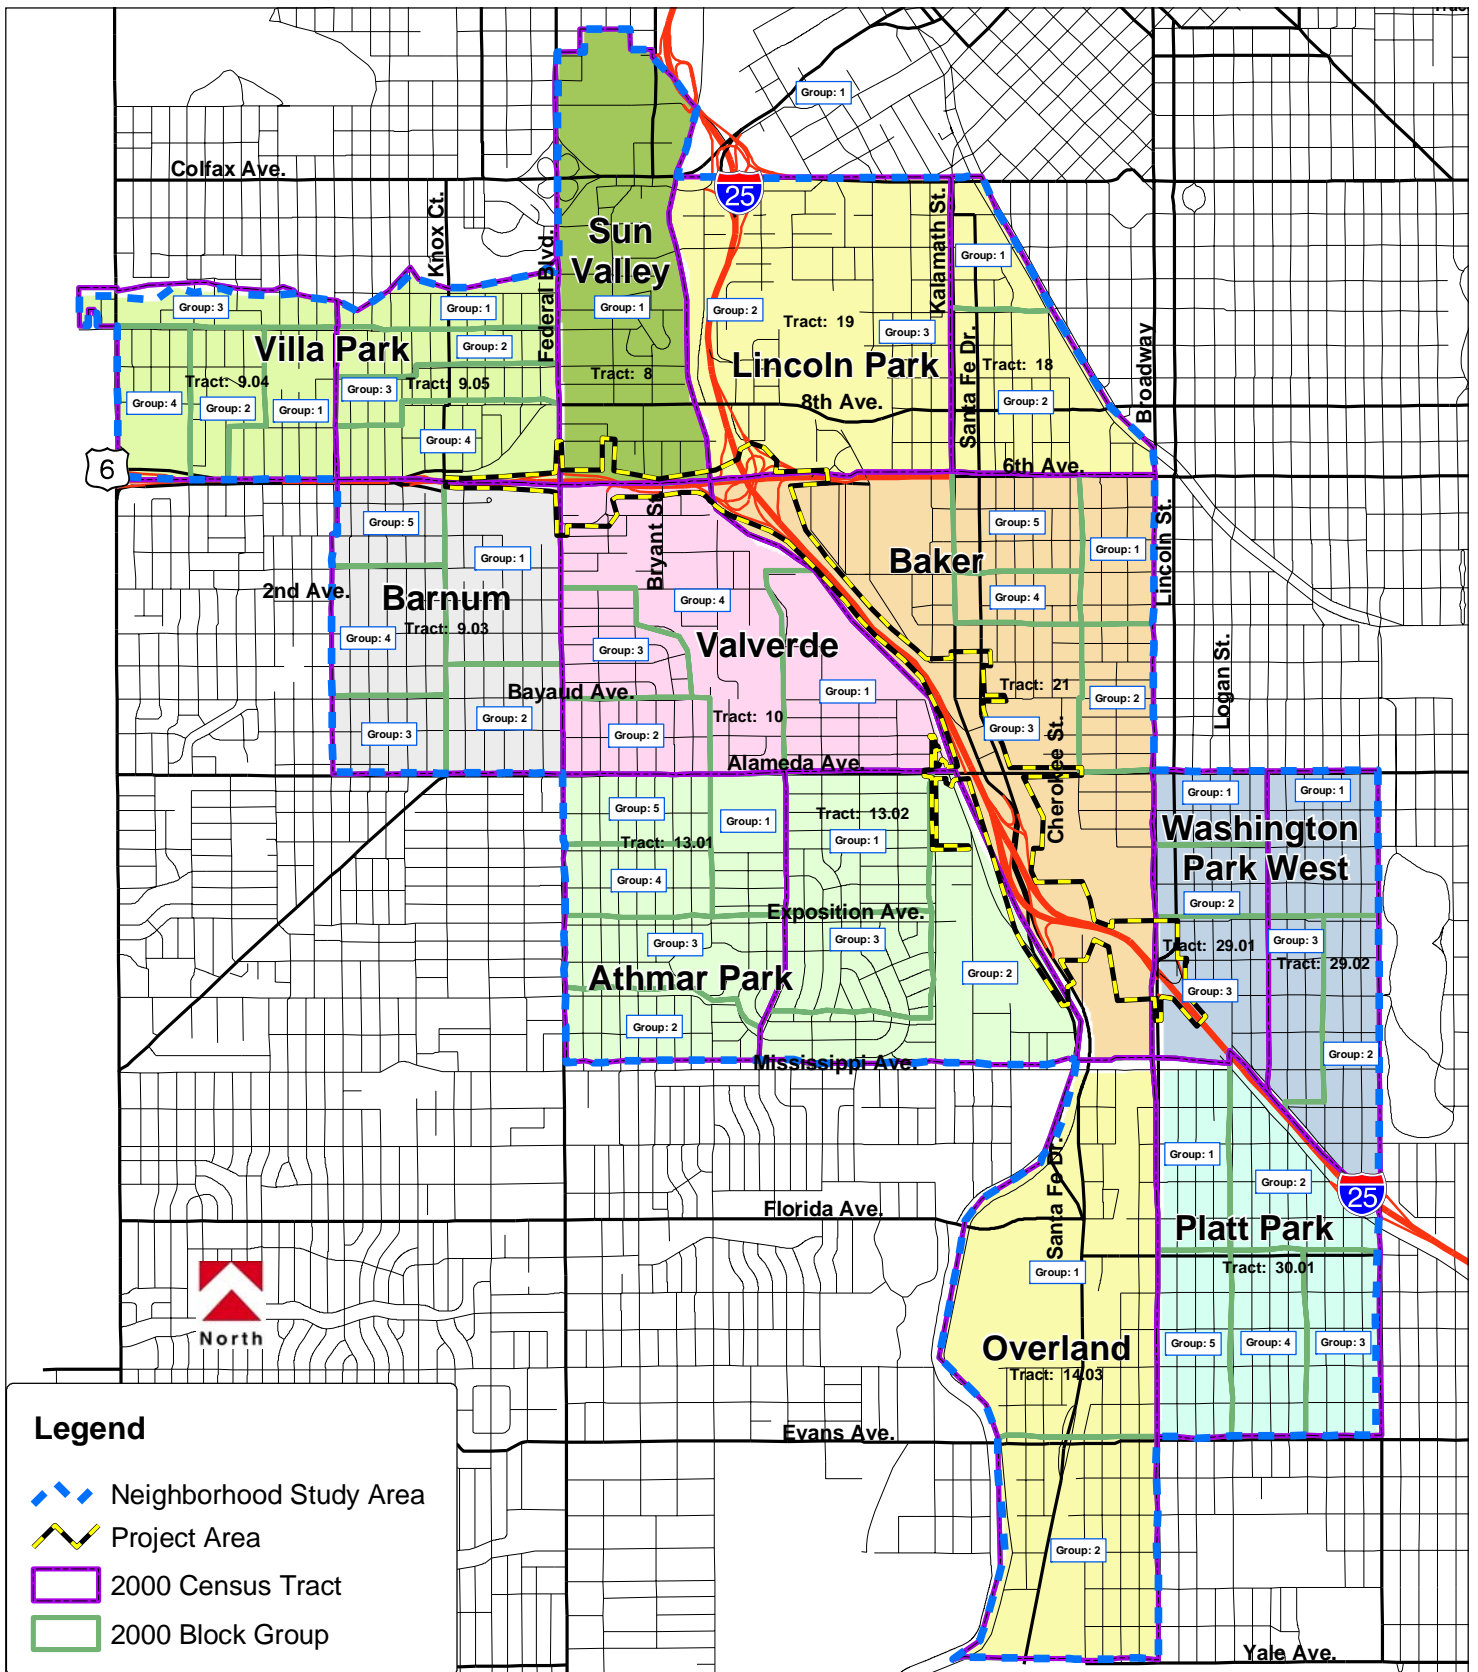 Group: 1
Colfax Ave.
25
Knox Ct.
Federal Blvd.
Sun
Valley
Kalamath St.
Group: 1
Group: 3
Group: 1
Group: 1
Group: 2
Tract: 19
Group: 3
Broadway
Villa Park
Group: 2
Lincoln Park
Santa Fe Dr.
Tract: 18
Tract: 9.04
Group: 3
Tract: 9.05
Tract: 8
Group: 4
Group: 2
Group: 1
8th Ave.
Group: 2
Group: 4
6
6th Ave.
Group: 5
Bryant St.
Group: 5
Lincoln St.
Group: 1
Baker
Group: 1
2nd Ave.
Barnum
Group: 4
Group: 4
Tract: 9.03
Group: 4
Group: 3
Valverde
Logan St.
Bayaud Ave.
Group: 1
Tract: 21
Group: 2
Group: 3
Group: 2
Group: 2
Tract: 10
Group: 3
Cherokee St.
Alameda Ave.
Group: 1
Group: 1
Group: 5
Group: 1
Tract: 13.02
Washington
Park West
Tract: 13.01
Group: 1
Group: 4
Group: 2
Exposition Ave.
Group: 3
Group: 3
Group: 3
Tract: 29.01
Tract: 29.02
Athmar Park
Group: 2
Group: 3
Group: 2
Group: 2
Mississippi Ave.
Santa Fe Dr.
Group: 1
Group: 2
25
Florida Ave.
Platt Park
Group: 1
Tract: 30.01
North
Overland
Group: 5
Group: 4
Group: 3
Tract: 14.03
Evans Ave.
Group: 2
Yale Ave.
Legend
Neighborhood Study Area
Project Area
2000 Census Tract
2000 Block Group